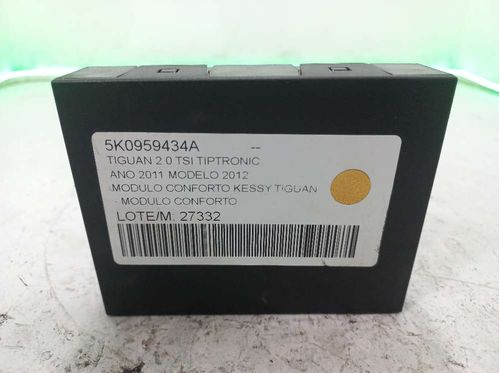 5K0959434A --
TIGUAN 2.0 TSI TIPTRONIC
ANO 2011 MODELO 2012
MODULO CONFORTO KESSY TIGUAN
- MODULO CONFORTO
LOTE/M: 27332